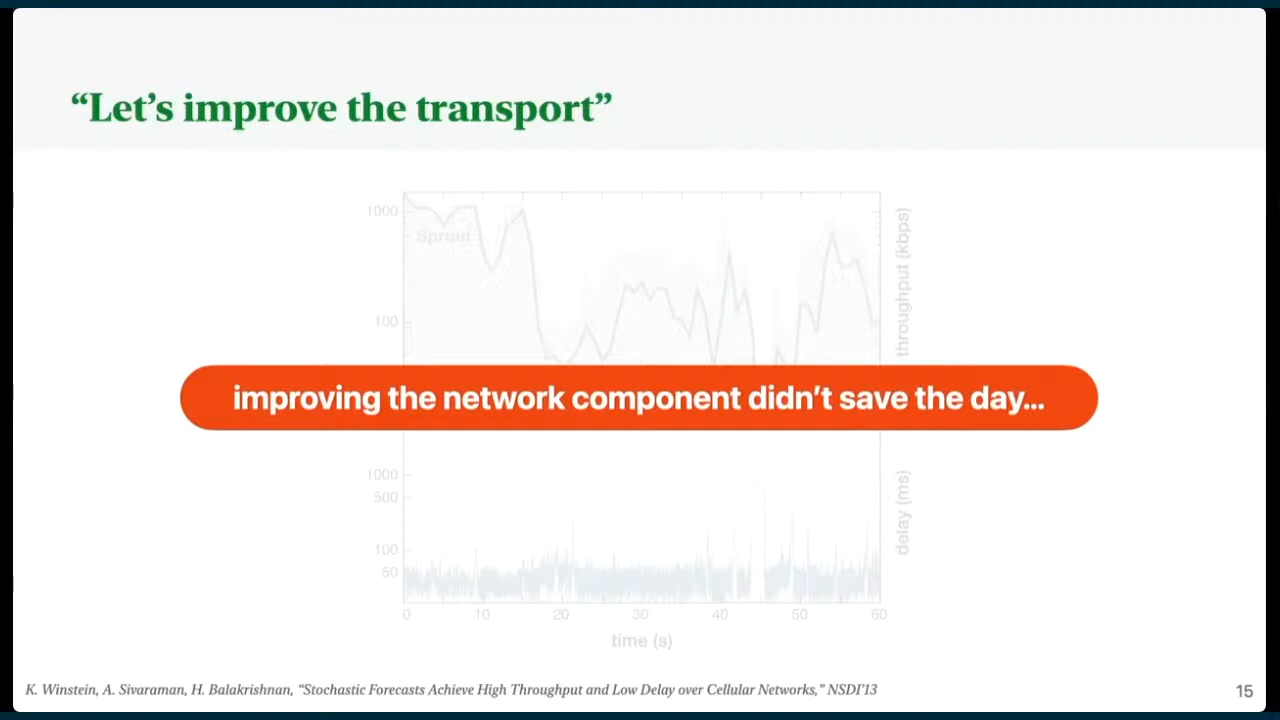 “Let’s improve the transport”
1000
Sprout
100
throughput (kbps)
improving the network component didn’t save the day...
1000
500
100
50
delay (ms)
0 10 20 30 40 50 60
time (s)
K. Winstein, A. Sivaraman, H. Balakrishnan, “Stochastic Forecasts Achieve High Throughput and Low Delay over Cellular Networks,” NSDI’13
15